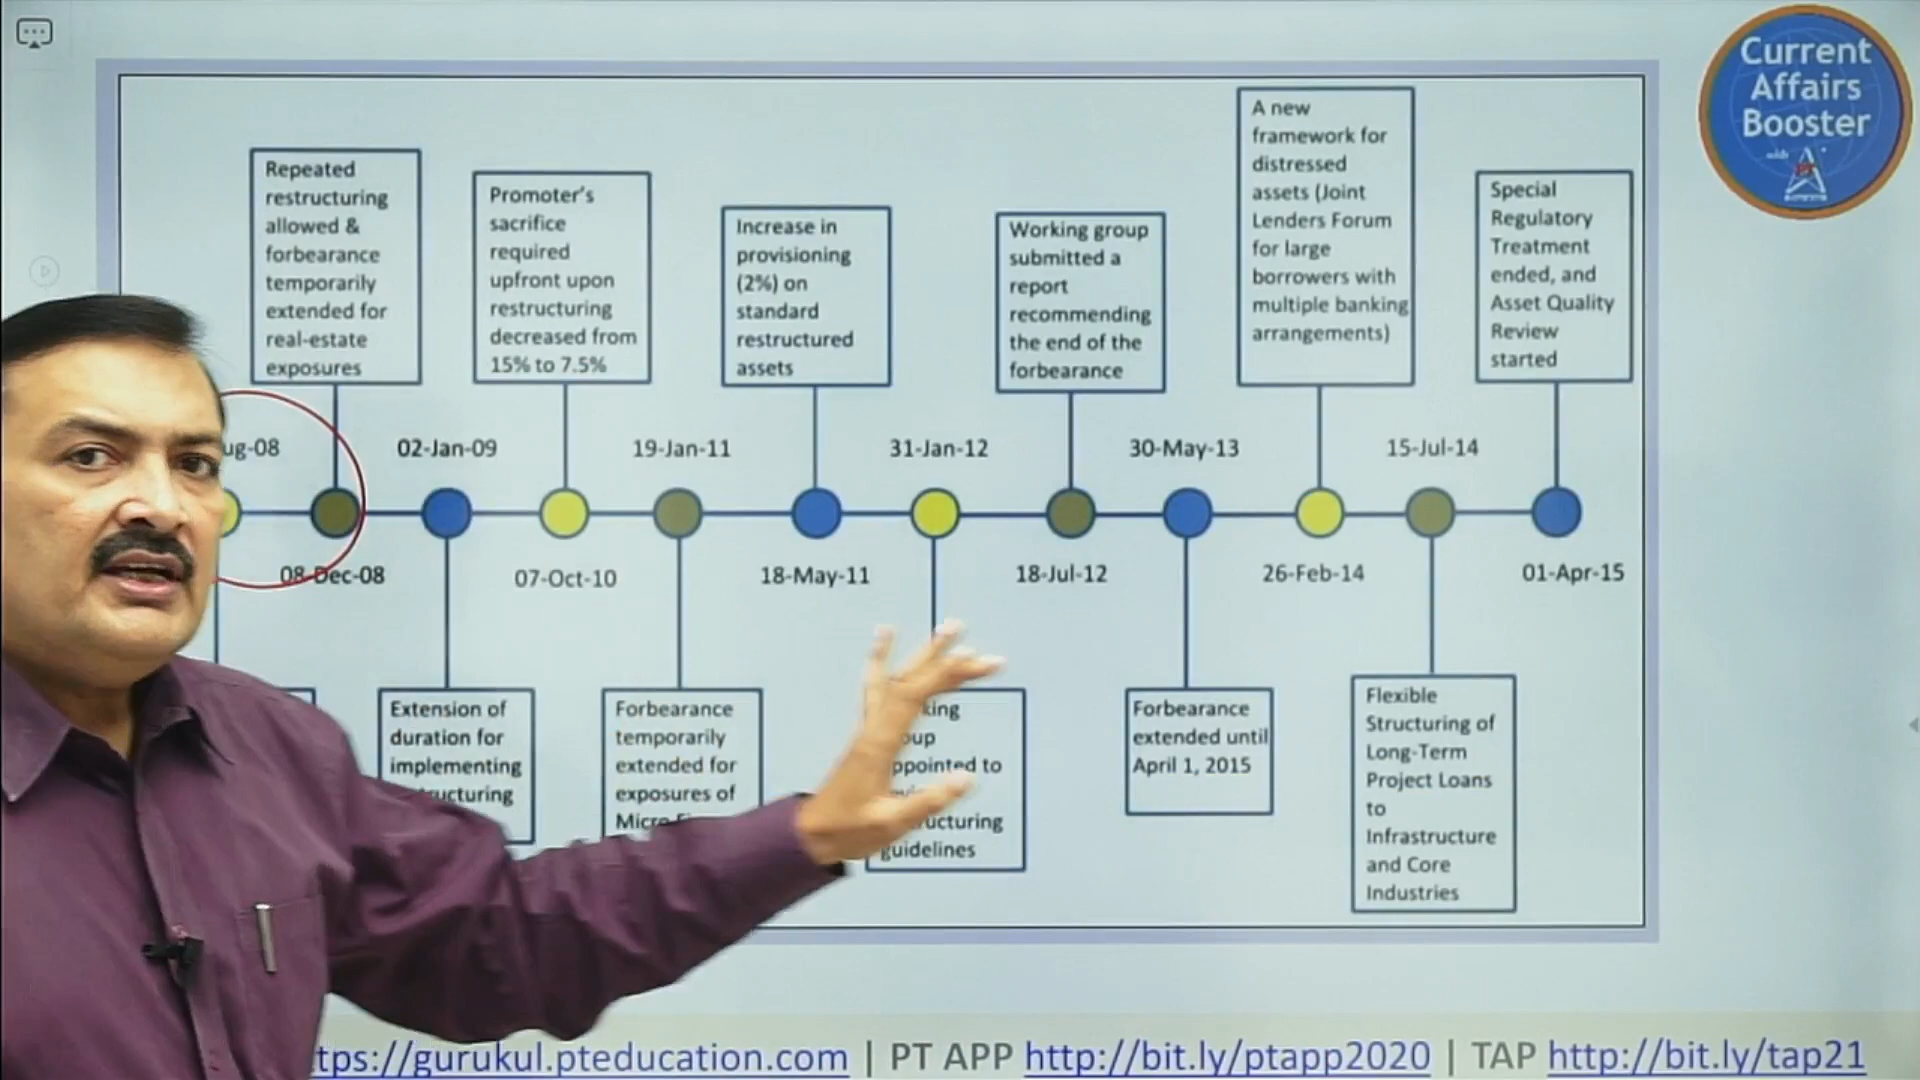 Current
Affairs
Booster
with
Repeated
restructuring
allowed &
forbearance
temporarily
extended for
real-estate
exposures
Promoter's
sacrifice
required
upfront upon
restructuring
decreased from
15% to 7.5%
Increase in
provisioning
(2%) on
standard
restructured
assets
Working group
submitted a
report
recommending
the end of the
forbearance
A new
framework for
distressed
assets (Joint
Lenders Forum
for large
borrowers with
multiple banking
arrangements)
Special
Regulatory
Treatment
ended, and
Asset Quality
Review
started
ug-08
02-Jan-09
19-Jan-11
31-Jan-12
30-May-13
15-Jul-14
08-Dec-08
07-Oct-10
18-May-11
18-Jul-12
26-Feb-14
01-Apr-15
Extension of
duration for
implementing
ructuring
Forbearance
temporarily
extended for
exposures of
Micro
king
oup
ppointed to
ucturing
guidelines
Forbearance
extended until
April 1, 2015
Flexible
Structuring of
Long-Term
Project Loans
to
Infrastructure
and Core
Industries
tps://gurukul.pteducation.com | PT APP http://bit.ly/ptapp2020 | TAP http://bit.ly/tap21